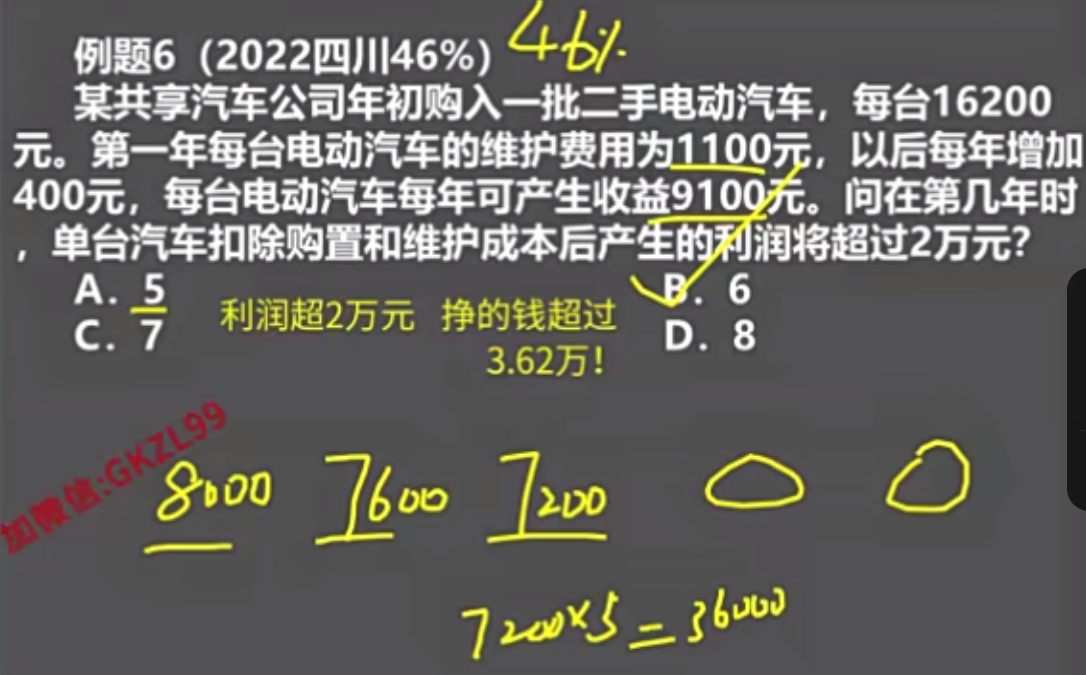 例题6（2022四川46%） 46%
某共享汽车公司年初购入一批二手电动汽车，每台16200
元。第一年每台电动汽车的维护费用为1100元，以后每年增加
400元，每台电动汽车每年可产生收益9100元。问在第几年时
，单台汽车扣除购置和维护成本后产生的利润将超过2万元？
A. 5 B. 6
C. 7 D. 8
利润超2万元 挣的钱超过
3.62万！
加微信:GKZL99
8000 7600 7200
7200×5=36000